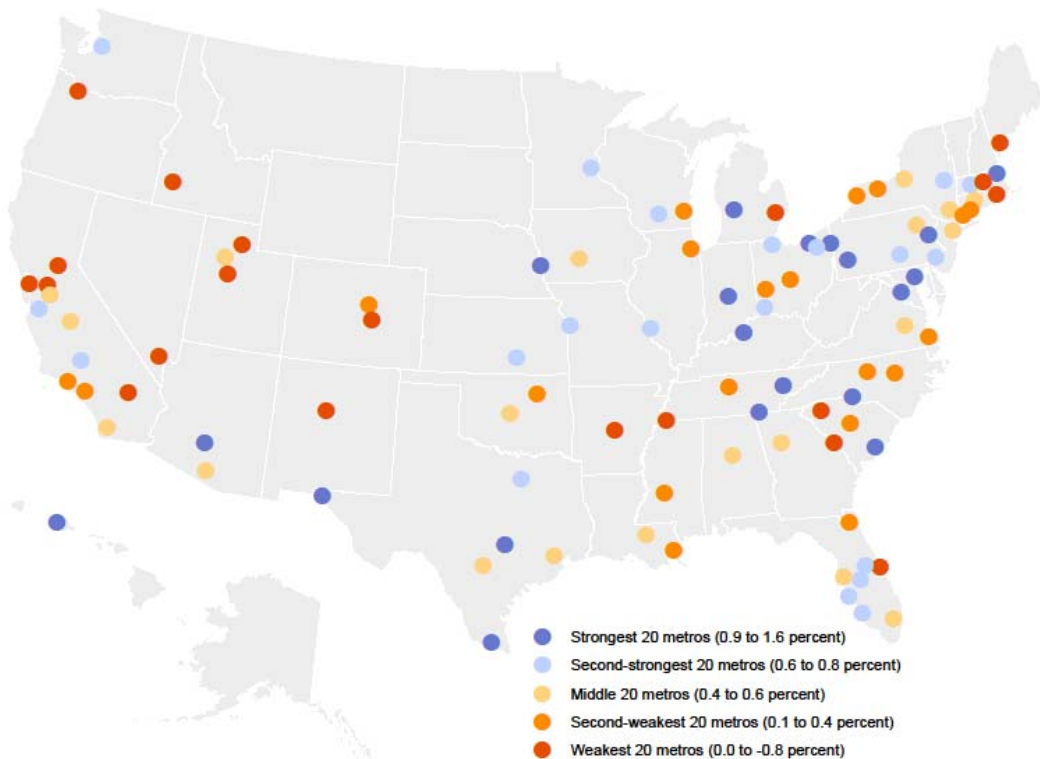 Strongest 20 metros (0.9 to 1.6 percent)
Second-strongest 20 metros (0.6 to 0.8 percent)
Middle 20 metros (0.4 to 0.6 percent)
Second-weakest 20 metros (0.1 to 0.4 percent)
Weakest 20 metros (0.0 to -0.8 percent)